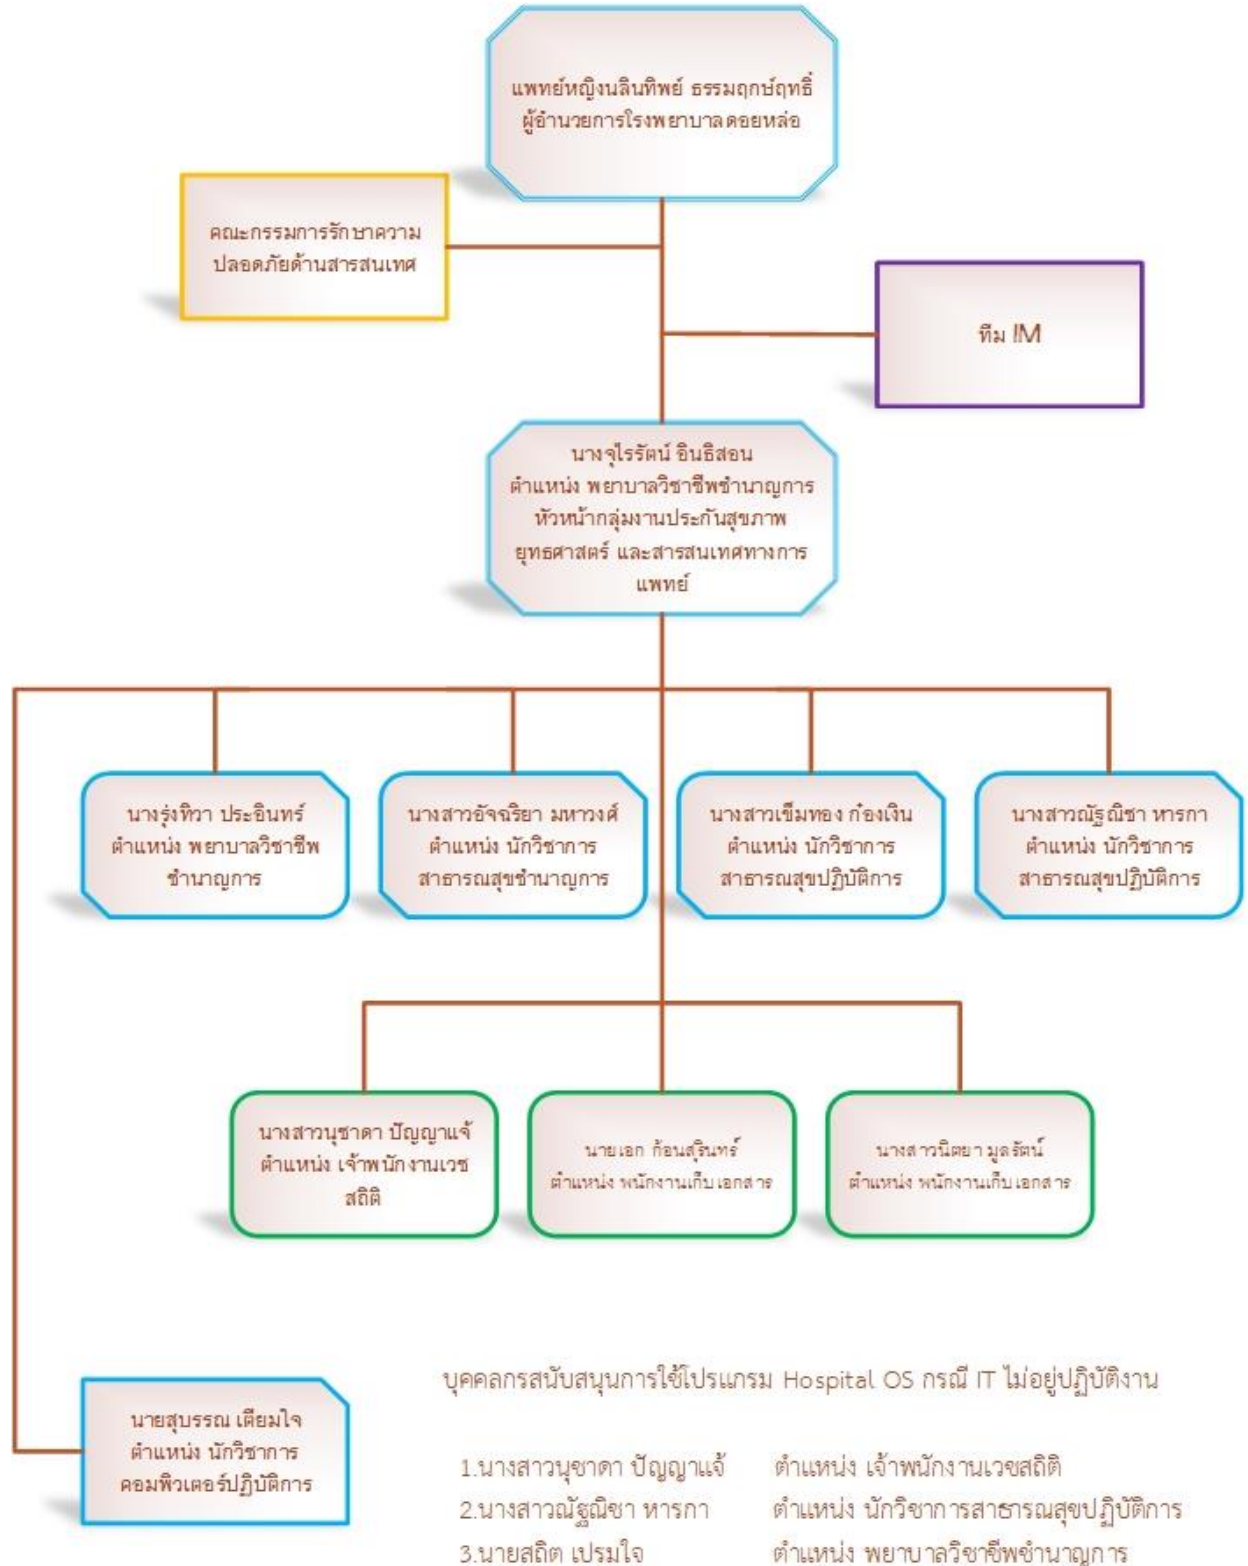 แพทย์หญิงนลินทิพย์ ธรรมฤกษ์ฤทธิ์
ผู้อำนวยการโรงพยาบาลดอยหล่อ
คณะกรรมการรักษาความ
ปลอดภัยด้านสารสนเทศ
ทีม IM
นางจุไรรัตน์ อินธิสอน
ตำแหน่ง พยาบาลวิชาชีพชำนาญการ
หัวหน้ากลุ่มงานประกันสุขภาพ
ยุทธศาสตร์ และสารสนเทศทางการ
แพทย์
นางรุ่งทิวา ประอินทร์
ตำแหน่ง พยาบาลวิชาชีพ
ชำนาญการ
นางสาวอัจฉริยา มหาวงศ์
ตำแหน่ง นักวิชาการ
สาธารณสุขชำนาญการ
นางสาวเข็มทอง ก๋องเงิน
ตำแหน่ง นักวิชาการ
สาธารณสุขปฏิบัติการ
นางสาวณัฐณิชา หารกา
ตำแหน่ง นักวิชาการ
สาธารณสุขปฏิบัติการ
นางสาวนุชาดา ปัญญาแจ้
ตำแหน่ง เจ้าพนักงานเวช
สถิติ
นายเอก ก้อนสุรินทร์
ตำแหน่ง พนักงานเก็บเอกสาร
นางสาวนิตยา มูลรัตน์
ตำแหน่ง พนักงานเก็บเอกสาร
นายสุบรรณ เตียมใจ
ตำแหน่ง นักวิชาการ
คอมพิวเตอร์ปฏิบัติการ
บุคคลกรสนับสนุนการใช้โปรแกรม Hospital OS กรณี IT ไม่อยู่ปฏิบัติงาน
1.นางสาวนุชาดา ปัญญาแจ้ ตำแหน่ง เจ้าพนักงานเวชสถิติ
2.นางสาวณัฐณิชา หารกา ตำแหน่ง นักวิชาการสาธารณสุขปฏิบัติการ
3.นายสถิต เปรมใจ ตำแหน่ง พยาบาลวิชาชีพชำนาญการ